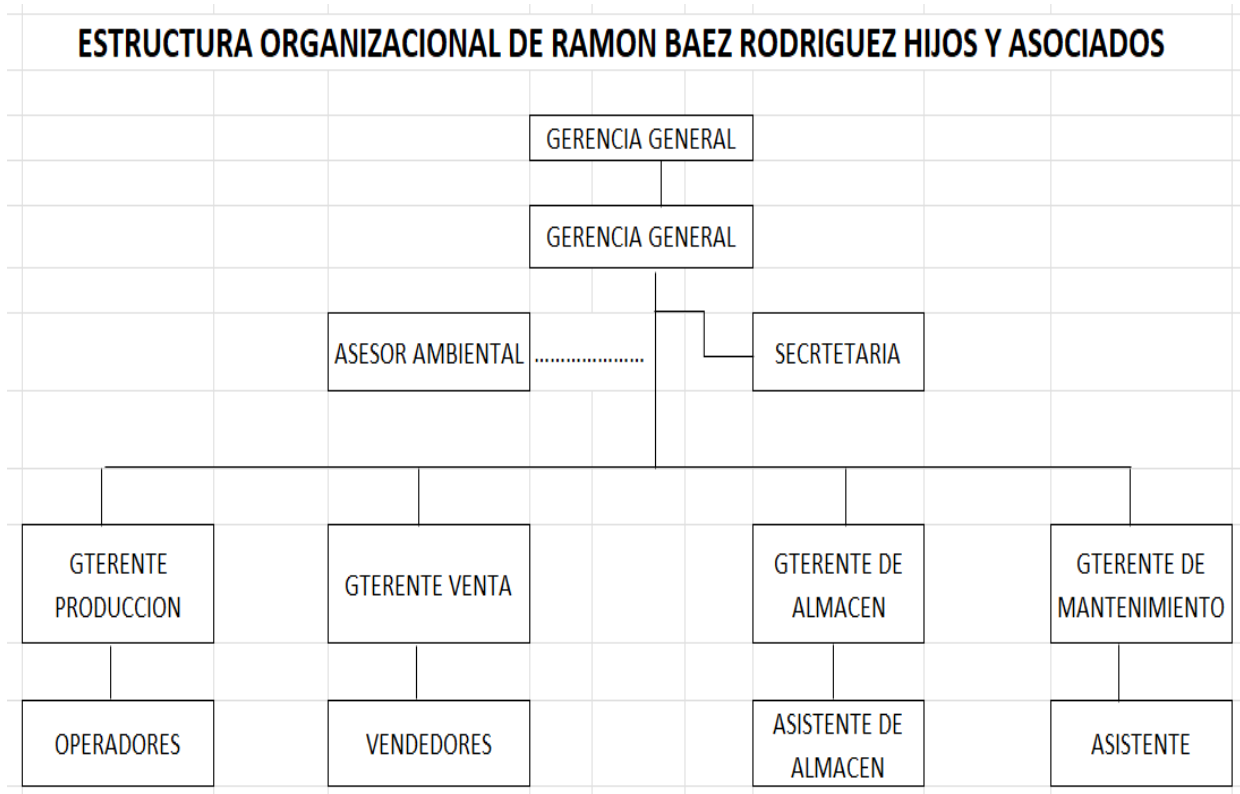 ESTRUCTURA ORGANIZACIONAL DE RAMON BAEZ RODRIGUEZ HIJOS Y ASOCIADOS
GERENCIA GENERAL
GERENCIA GENERAL
ASESOR AMBIENTAL .....................
SECRTETARIA
GTERENTE
PRODUCCION
GTERENTE VENTA
GTERENTE DE
ALMACEN
GTERENTE DE
MANTENIMIENTO
OPERADORES
VENDEDORES
ASISTENTE DE
ALMACEN
ASISTENTE